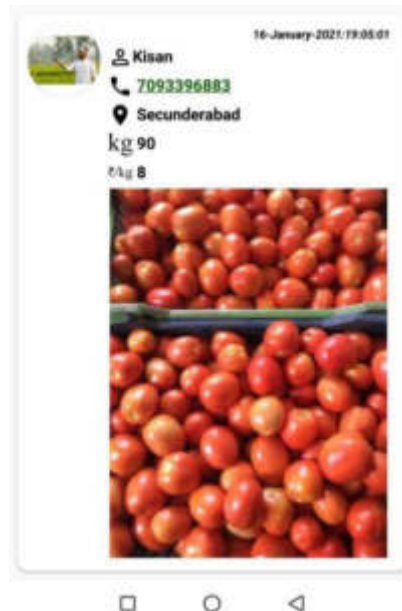 16-January-2021:19:05:01
Kisan
7093396883
Secunderabad
kg 90
₹/kg 8